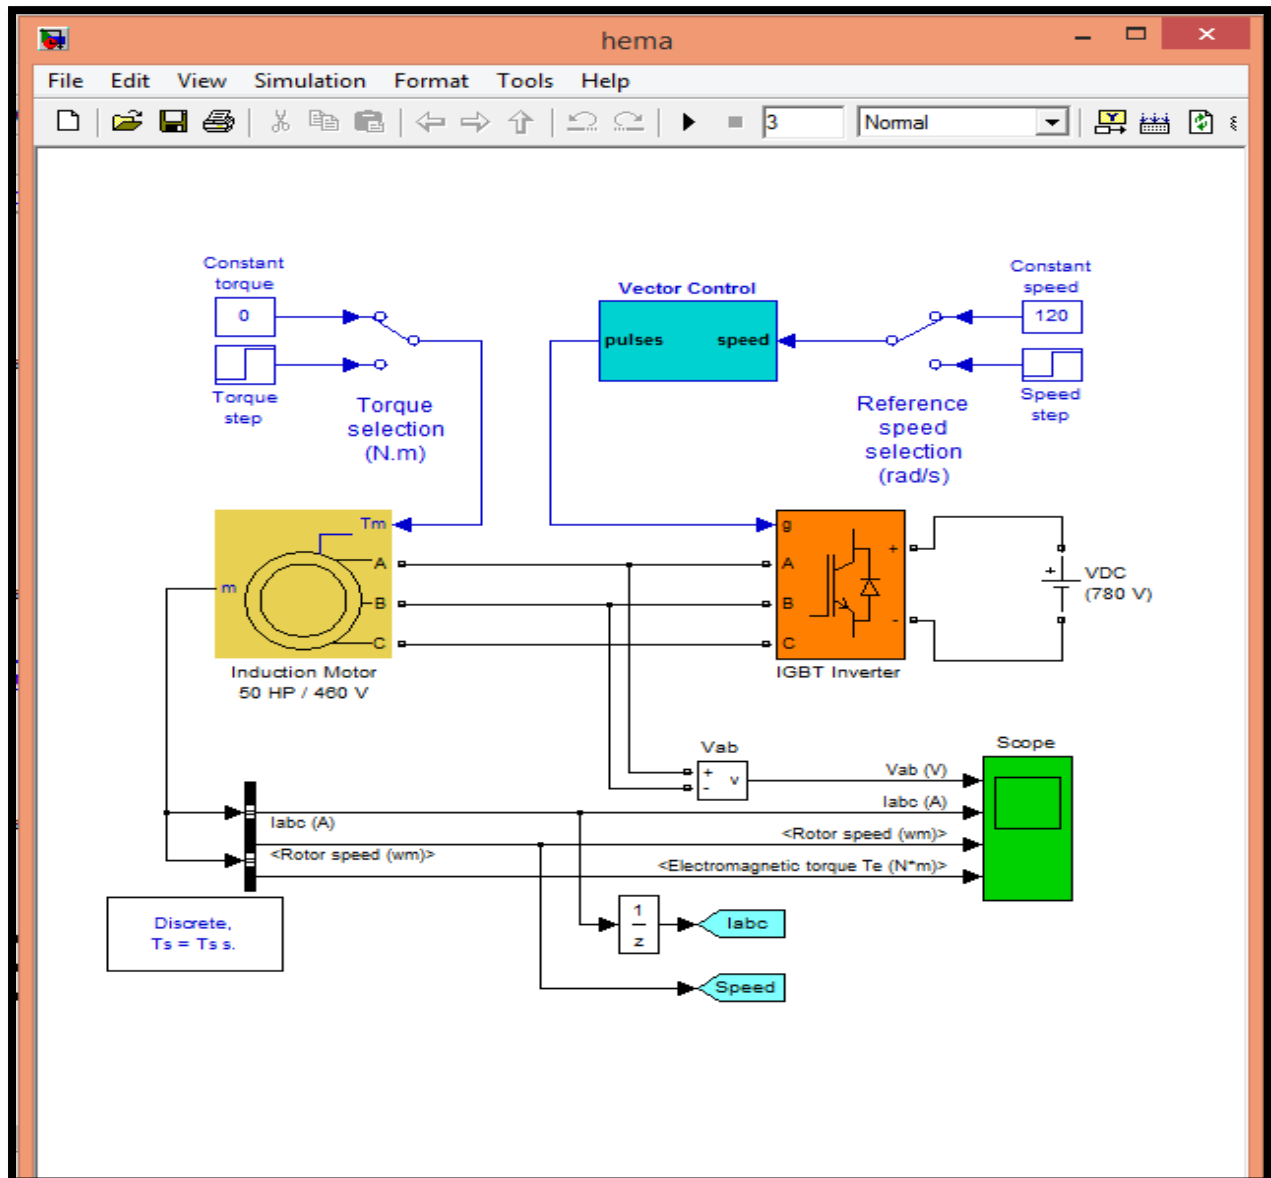 hema
File Edit View Simulation Format Tools Help
3 Normal
Constant
torque
0
Torque
step
Torque
selection
(N.m)
Vector Control
pulses speed
Constant
speed
120
Speed
step
Reference
speed
selection
(rad/s)
Tm
m
A
B
C
Induction Motor
50 HP / 460 V
g
A
B
C
+
-
IGBT Inverter
+
VDC
(780 V)
Vab
+
-
v
Scope
Vab (V)
Iabc (A)
<Rotor speed (wm)>
<Electromagnetic torque Te (N*m)>
Iabc (A)
<Rotor speed (wm)>
Discrete,
Ts = Ts s.
1
z
Iabc
Speed